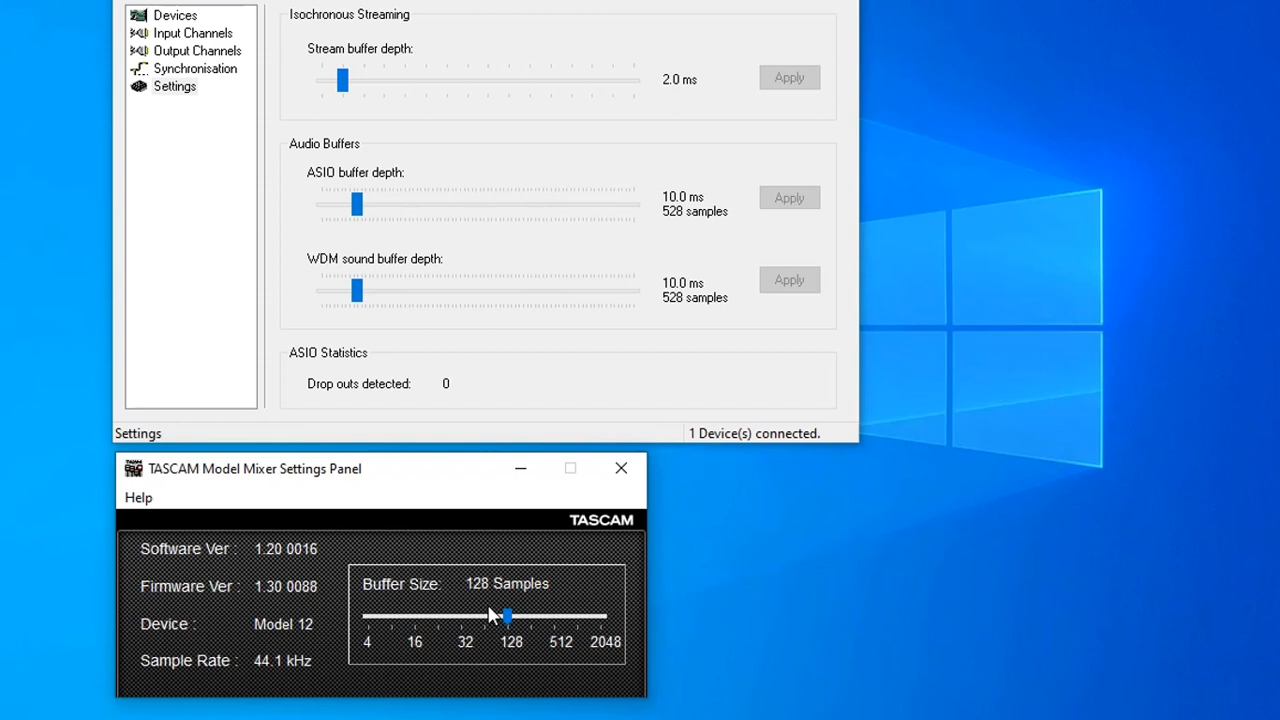 Devices
Input Channels
Output Channels
Synchronisation
Settings
Isochronous Streaming
Stream buffer depth:
2.0 ms
Apply
Audio Buffers
ASIO buffer depth:
10.0 ms
528 samples
Apply
WDM sound buffer depth:
10.0 ms
528 samples
Apply
ASIO Statistics
Drop outs detected: 0
Settings
1 Device(s) connected.
TASCAM Model Mixer Settings Panel
Help
TASCAM
Software Ver : 1.20 0016
Firmware Ver : 1.30 0088
Device : Model 12
Sample Rate : 44.1 kHz
Buffer Size: 128 Samples
4 16 32 128 512 2048